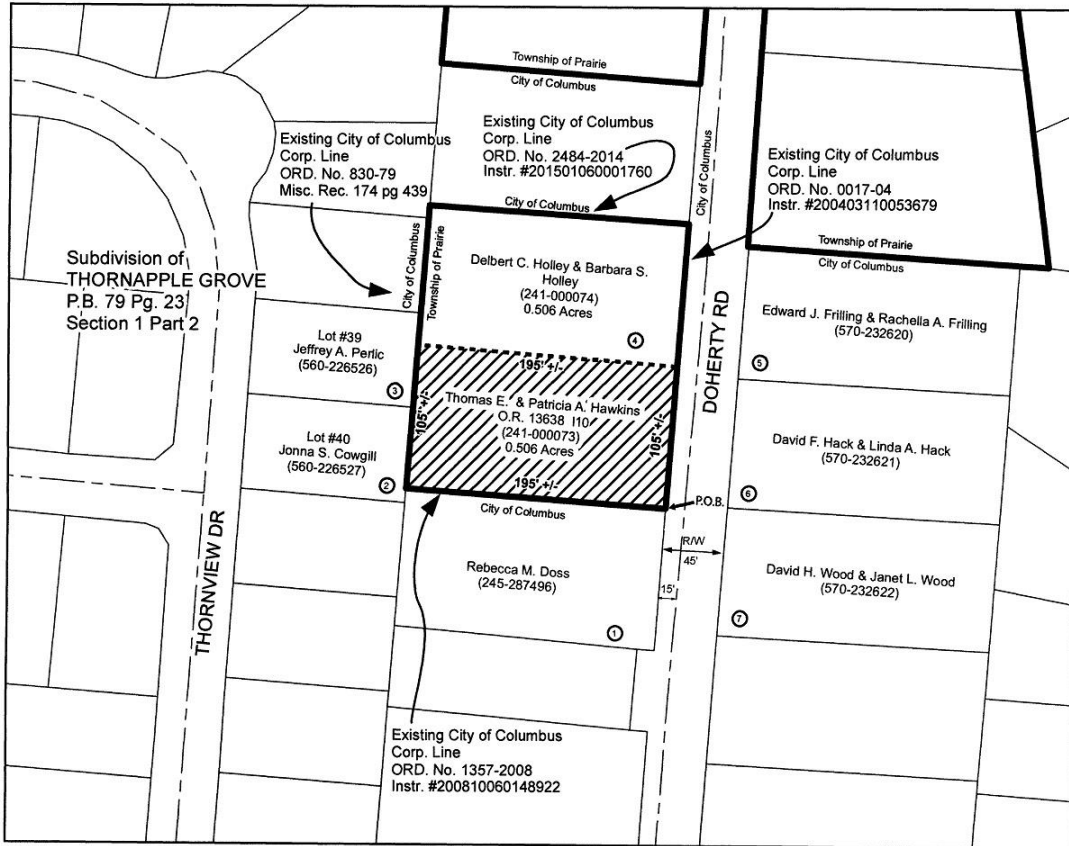 Township of Prairie
City of Columbus
Existing City of Columbus
Corp. Line
ORD. No. 830-79
Misc. Rec. 174 pg 439
Existing City of Columbus
Corp. Line
ORD. No. 2484-2014
Instr. #201501060001760
City of Columbus
Existing City of Columbus
Corp. Line
ORD. No. 0017-04
Instr. #200403110053679
City of Columbus
City of Columbus
Township of Prairie
Township of Prairie
City of Columbus
Subdivision of
THORNAPPLE GROVE
P.B. 79 Pg. 23
Section 1 Part 2
Delbert C. Holley & Barbara S.
Holley
(241-000074)
0.506 Acres
4
DOHERTY RD
Edward J. Frilling & Rachella A. Frilling
(570-232620)
5
Lot #39
Jeffrey A. Perlic
(560-226526)
3
195' +/-
Thomas E. & Patricia A. Hawkins
O.R. 13638 I10
(241-000073)
0.506 Acres
105' +/-
105' +/-
195' +/-
Lot #40
Jonna S. Cowgill
(560-226527)
2
David F. Hack & Linda A. Hack
(570-232621)
6
P.O.B.
City of Columbus
R/W
45'
15'
Rebecca M. Doss
(245-287496)
1
David H. Wood & Janet L. Wood
(570-232622)
7
THORNVIEW DR
Existing City of Columbus
Corp. Line
ORD. No. 1357-2008
Instr. #200810060148922